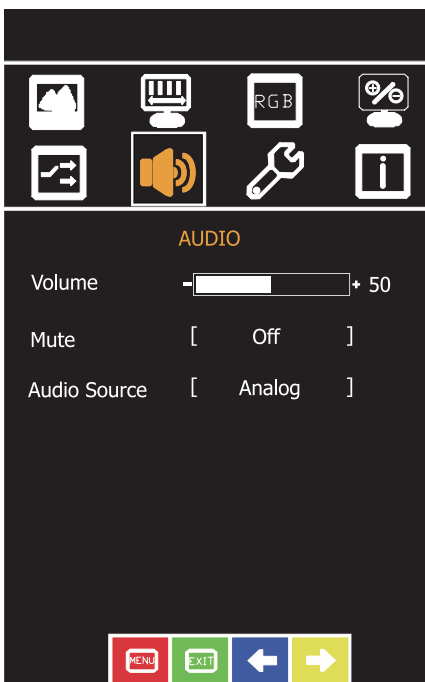 RGB
i
AUDIO
Volume - + 50
Mute [ Off ]
Audio Source [ Analog ]
MENU EXIT